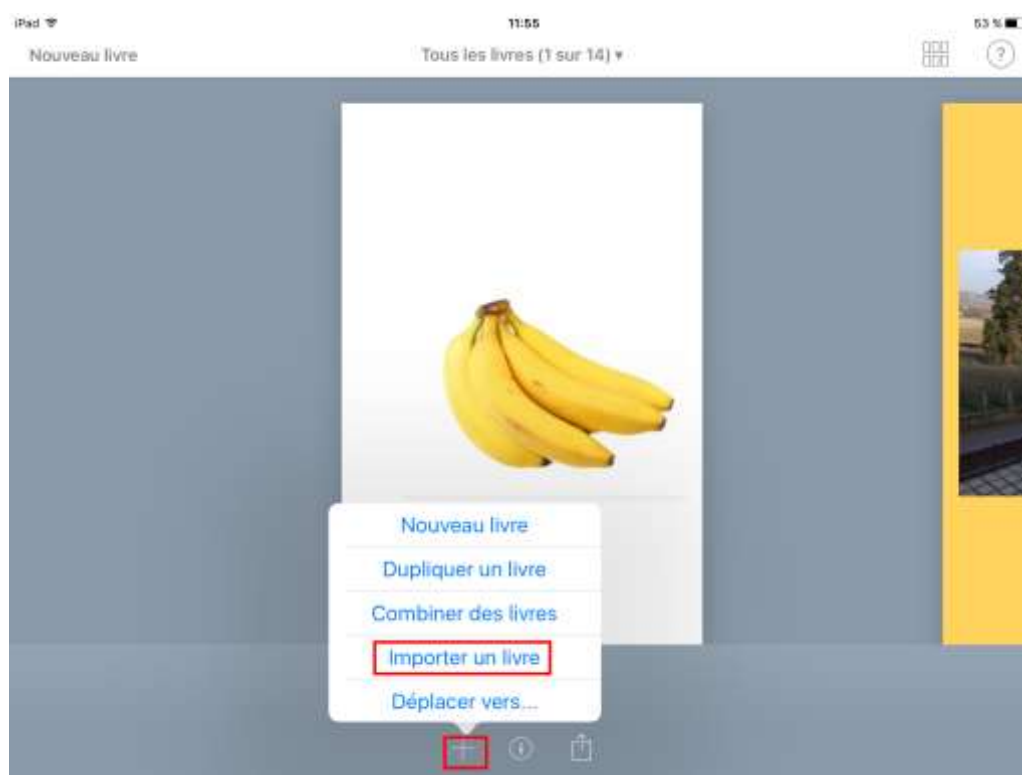 iPad
11:55
53 %
Nouveau livre
Tous les livres (1 sur 14) ▾
?
Nouveau livre
Dupliquer un livre
Combiner des livres
Importer un livre
Déplacer vers...